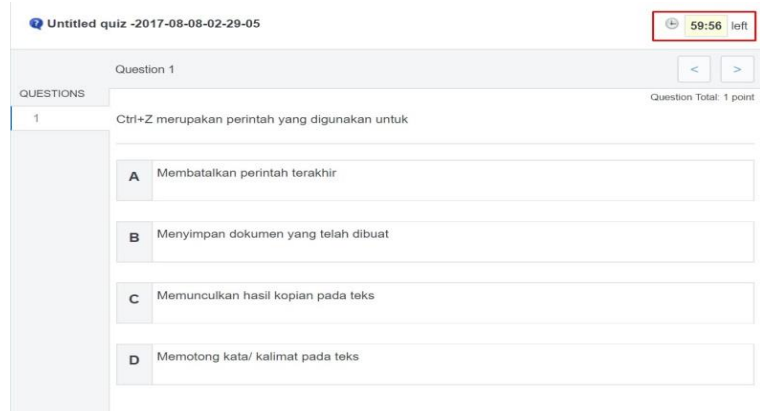 Untitled quiz -2017-08-08-02-29-05
59:56 left
Question 1
< >
QUESTIONS
Question Total: 1 point
1
Ctrl+Z merupakan perintah yang digunakan untuk
A Membatalkan perintah terakhir
B Menyimpan dokumen yang telah dibuat
C Memunculkan hasil kopian pada teks
D Memotong kata/ kalimat pada teks